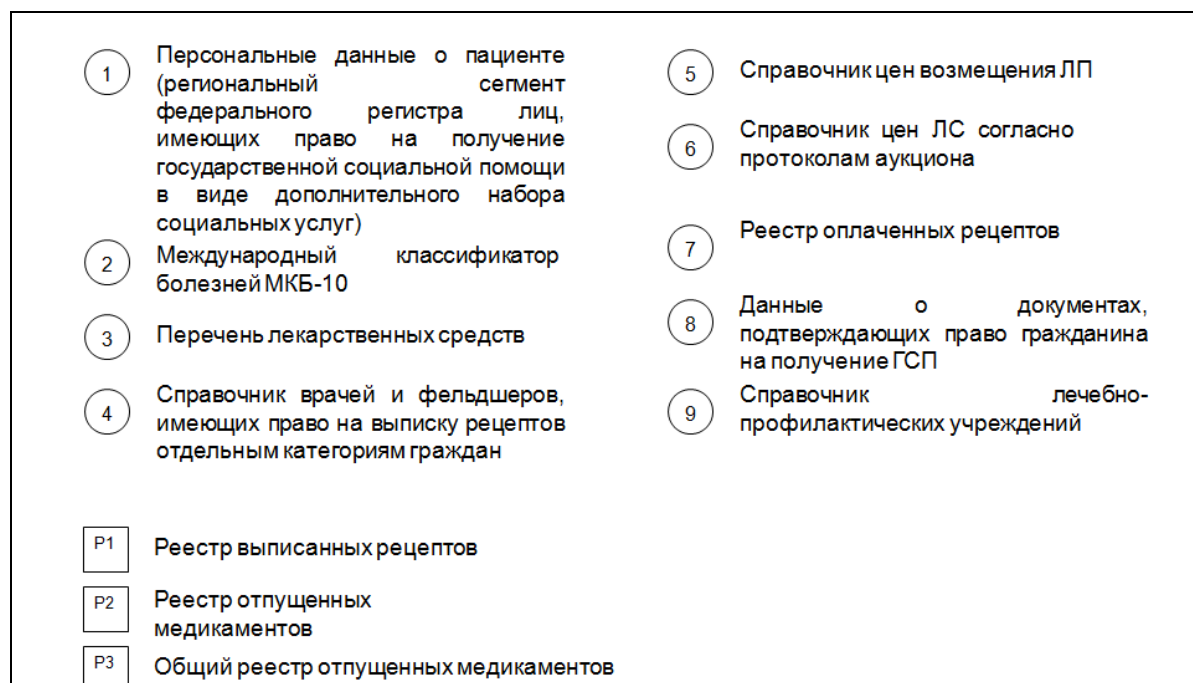 1
Персональные данные о пациенте
(региональный сегмент
федерального регистра лиц,
имеющих право на получение
государственной социальной помощи
в виде дополнительного набора
социальных услуг)
2
Международный классификатор
болезней МКБ-10
3
Перечень лекарственных средств
4
Справочник врачей и фельдшеров,
имеющих право на выписку рецептов
отдельным категориям граждан
5
Справочник цен возмещения ЛП
6
Справочник цен ЛС согласно
протоколам аукциона
7
Реестр оплаченных рецептов
8
Данные о документах,
подтверждающих право гражданина
на получение ГСП
9
Справочник лечебно-
профилактических учреждений
Р1
Реестр выписанных рецептов
Р2
Реестр отпущенных
медикаментов
Р3
Общий реестр отпущенных медикаментов